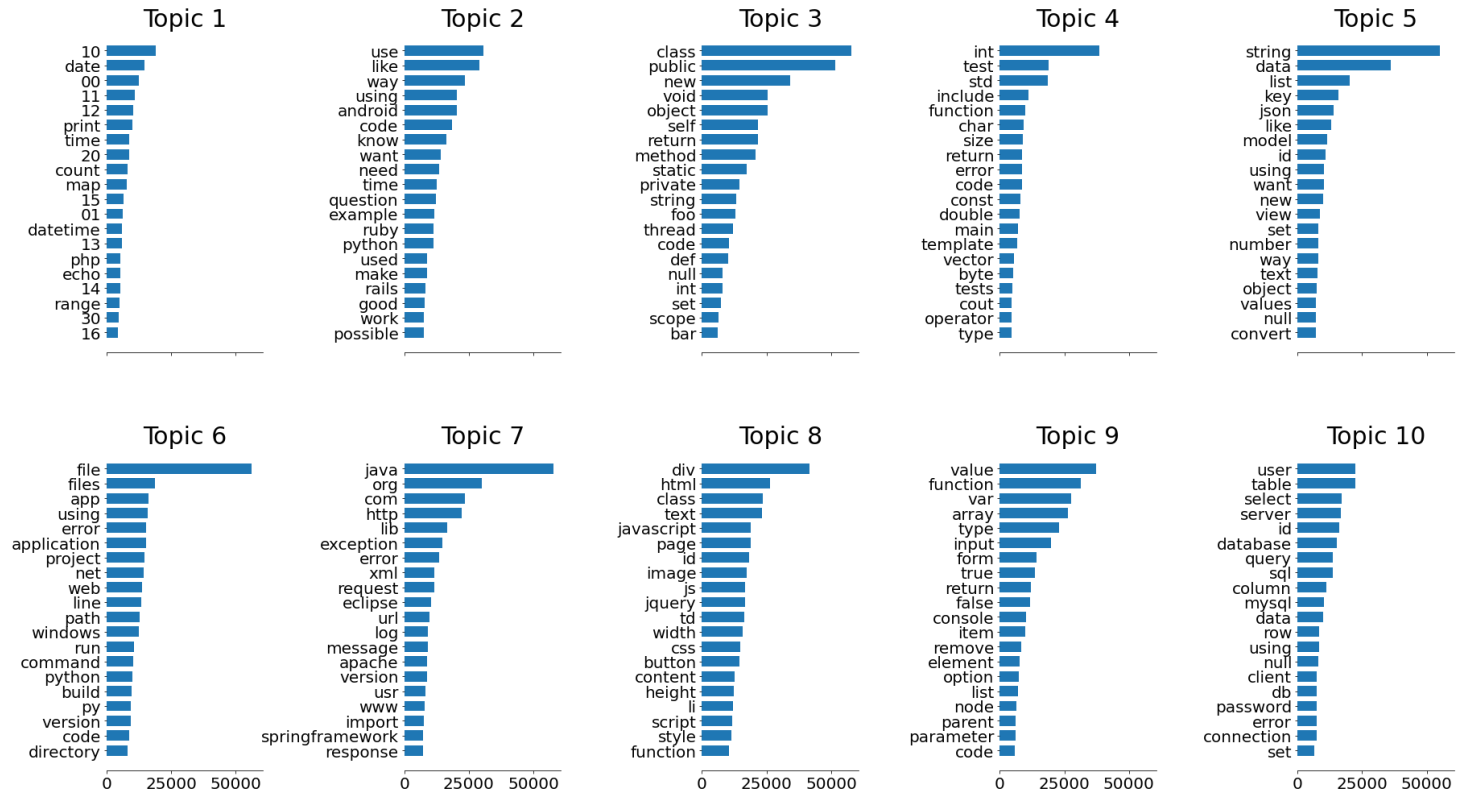 Topic 1
10
date
00
11
12
print
time
20
count
map
15
01
datetime
13
php
echo
14
range
30
16
Topic 2
use
like
way
using
android
code
know
want
need
time
question
example
ruby
python
used
make
rails
good
work
possible
Topic 3
class
public
new
void
object
self
return
method
static
private
string
foo
thread
code
def
null
int
set
scope
bar
Topic 4
int
test
std
include
function
char
size
return
error
code
const
double
main
template
vector
byte
tests
cout
operator
type
Topic 5
string
data
list
key
json
like
model
id
using
want
new
view
set
number
way
text
object
values
null
convert
Topic 6
file
files
app
using
error
application
project
net
web
line
path
windows
run
command
python
build
py
version
code
directory
0 25000 50000
Topic 7
java
org
com
http
lib
exception
error
xml
request
eclipse
url
log
message
apache
version
usr
www
import
springframework
response
0 25000 50000
Topic 8
div
html
class
text
javascript
page
id
image
js
jquery
td
width
css
button
content
height
li
script
style
function
0 25000 50000
Topic 9
value
function
var
array
type
input
form
true
return
false
console
item
remove
element
option
list
node
parent
parameter
code
0 25000 50000
Topic 10
user
table
select
server
id
database
query
sql
column
mysql
data
row
using
null
client
db
password
error
connection
set
0 25000 50000